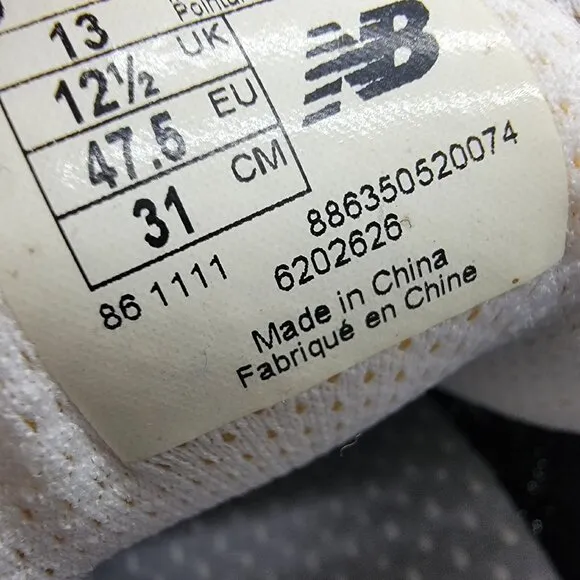 13
12½ UK
47.5 EU
31 CM
NB
886350520074
86 1111
6202626
Made in China
Fabriqué en Chine